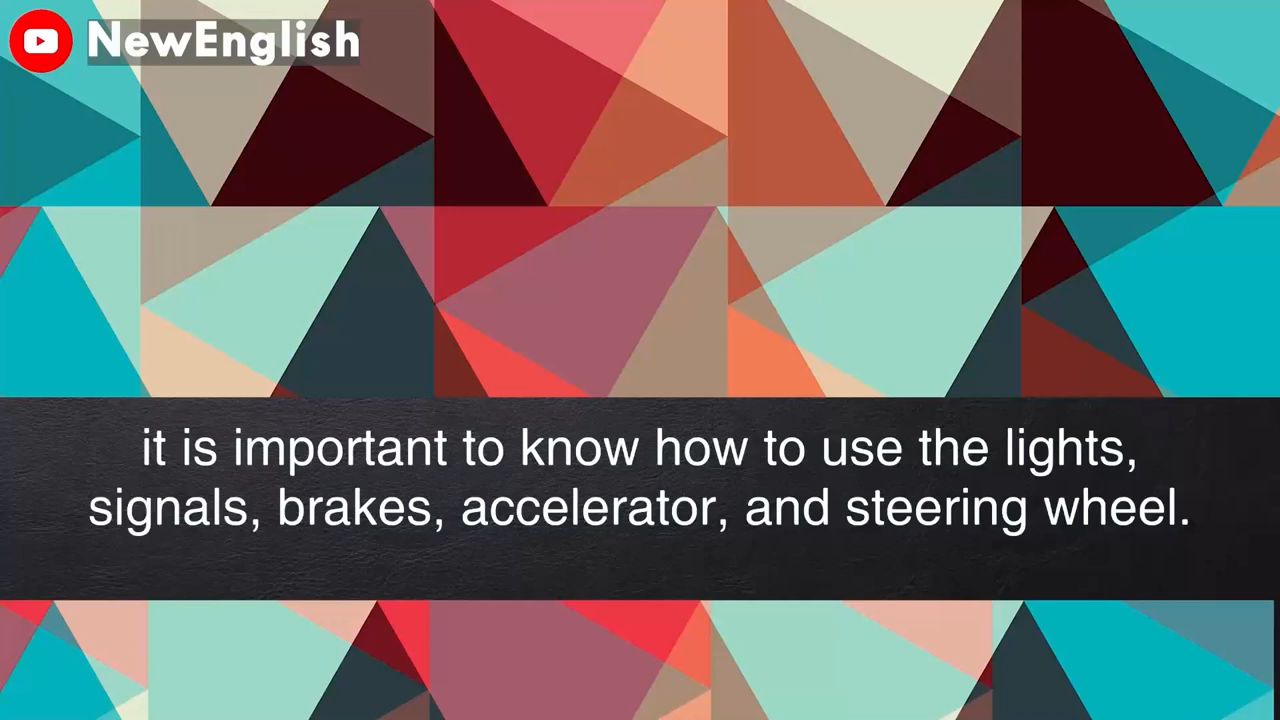 NewEnglish
it is important to know how to use the lights,
signals, brakes, accelerator, and steering wheel.